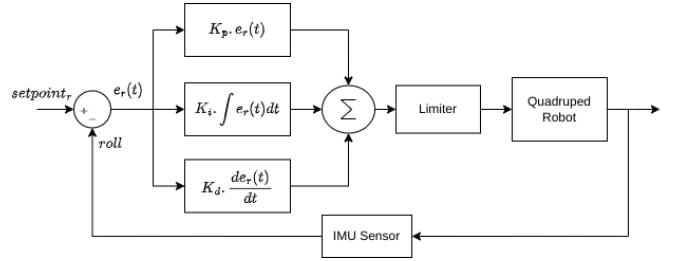 K_p. e_r(t)
setpoint_r
e_r(t)
+
−
K_i. ∫ e_r(t)dt
∑
Limiter
Quadruped
Robot
roll
K_d. de_r(t)/dt
IMU Sensor